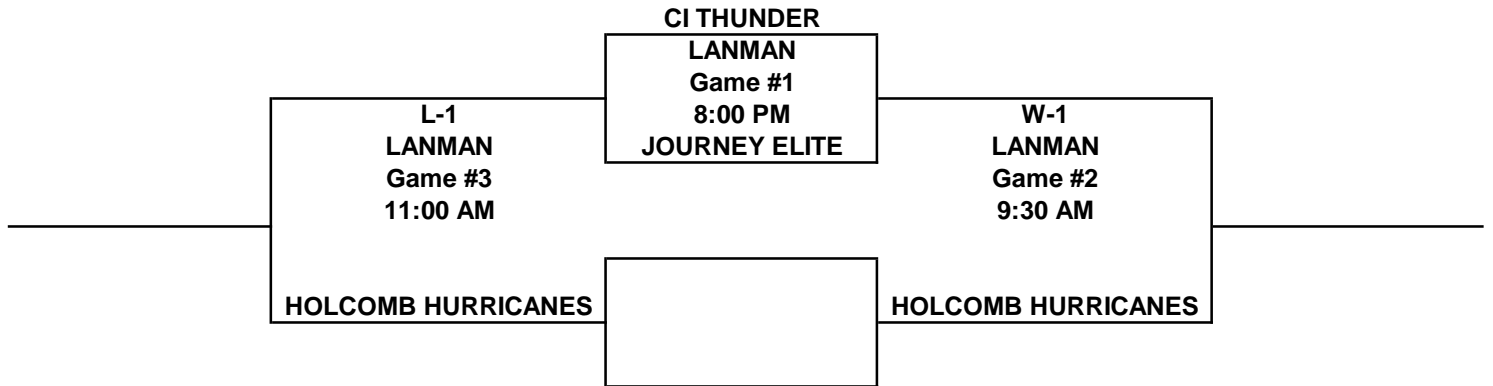 CI THUNDER
LANMAN
Game #1
8:00 PM
JOURNEY ELITE
L-1
LANMAN
Game #3
11:00 AM
HOLCOMB HURRICANES
W-1
LANMAN
Game #2
9:30 AM
HOLCOMB HURRICANES